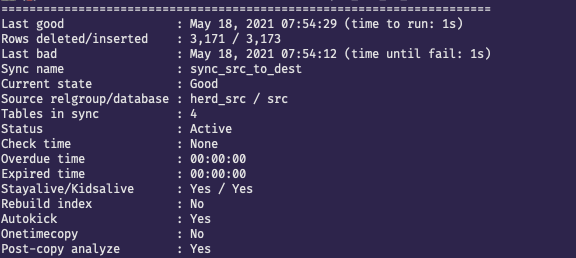 ======================================================================
Last good            : May 18, 2021 07:54:29 (time to run: 1s)
Rows deleted/inserted : 3,171 / 3,173
Last bad             : May 18, 2021 07:54:12 (time until fail: 1s)
Sync name            : sync_src_to_dest
Current state        : Good
Source relgroup/database : herd_src / src
Tables in sync       : 4
Status               : Active
Check time           : None
Overdue time         : 00:00:00
Expired time         : 00:00:00
Stayalive/Kidsalive  : Yes / Yes
Rebuild index        : No
Autokick             : Yes
Onetimecopy          : No
Post-copy analyze    : Yes